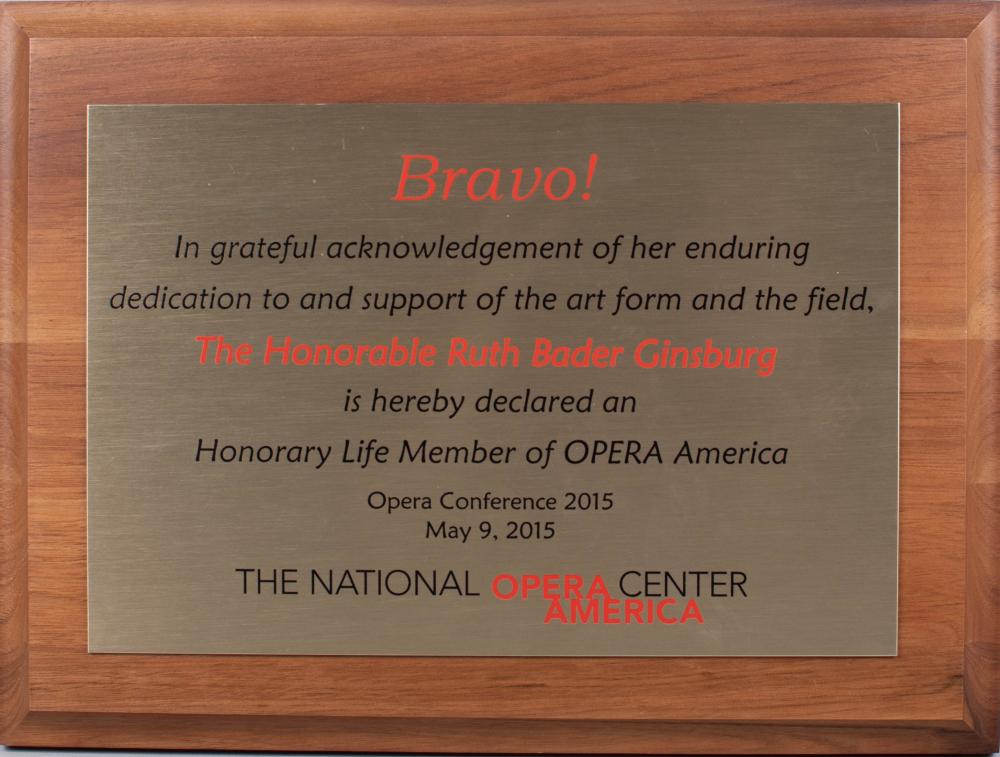 Bravo!
In grateful acknowledgement of her enduring
dedication to and support of the art form and the field,
The Honorable Ruth Bader Ginsburg
is hereby declared an
Honorary Life Member of OPERA America
Opera Conference 2015
May 9, 2015
THE NATIONAL OPERA CENTER
AMERICA